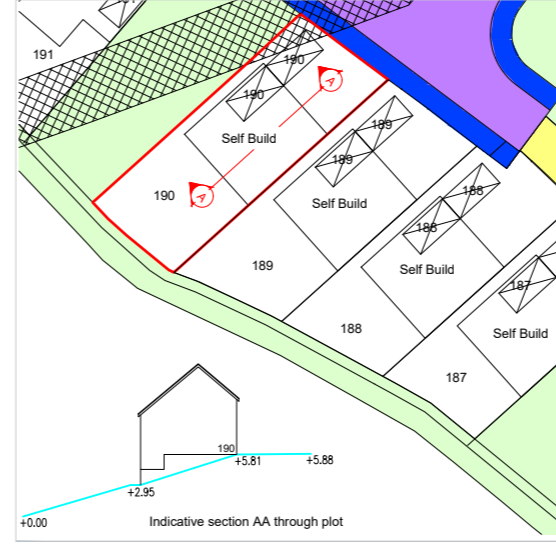 191
190
190
A
Self Build
190
A
189
189
Self Build
189
188
188
Self Build
188
187
Self Build
187
190
+5.81
+5.88
+2.95
+0.00
Indicative section AA through plot